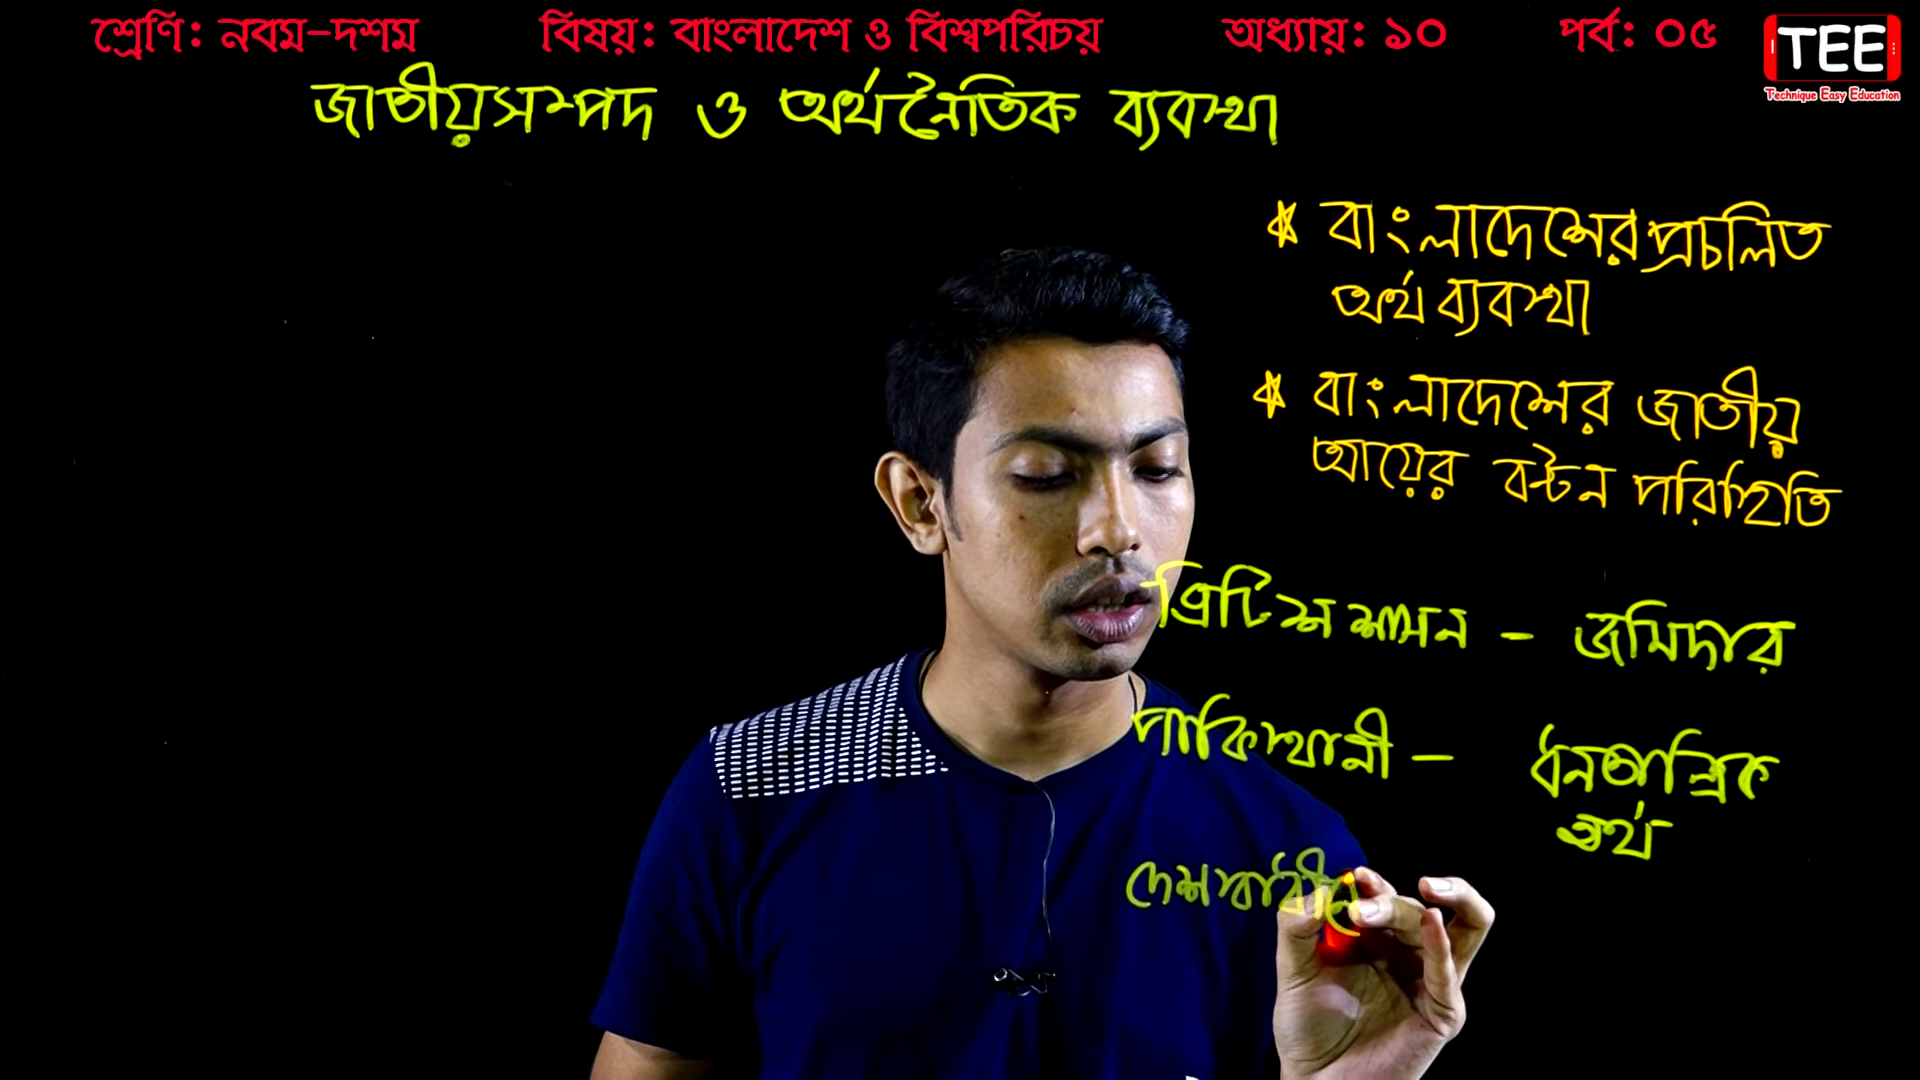 শ্রেণি: নবম-দশম বিষয়: বাংলাদেশ ও বিশ্বপরিচয় অধ্যায়: ১০ পর্ব: ০৫
TEE
Technique Easy Education
জাতীয় সম্পদ ও অর্থনৈতিক ব্যবস্থা
* বাংলাদেশের প্রচলিত
অর্থ ব্যবস্থা
* বাংলাদেশের জাতীয়
আয়ের বন্টন পরিস্থিতি
ব্রিটিশ শাসন - জমিদার
পাকিস্থানী - ধনতান্ত্রিক
অর্থ
দেশ স্বাধীনে